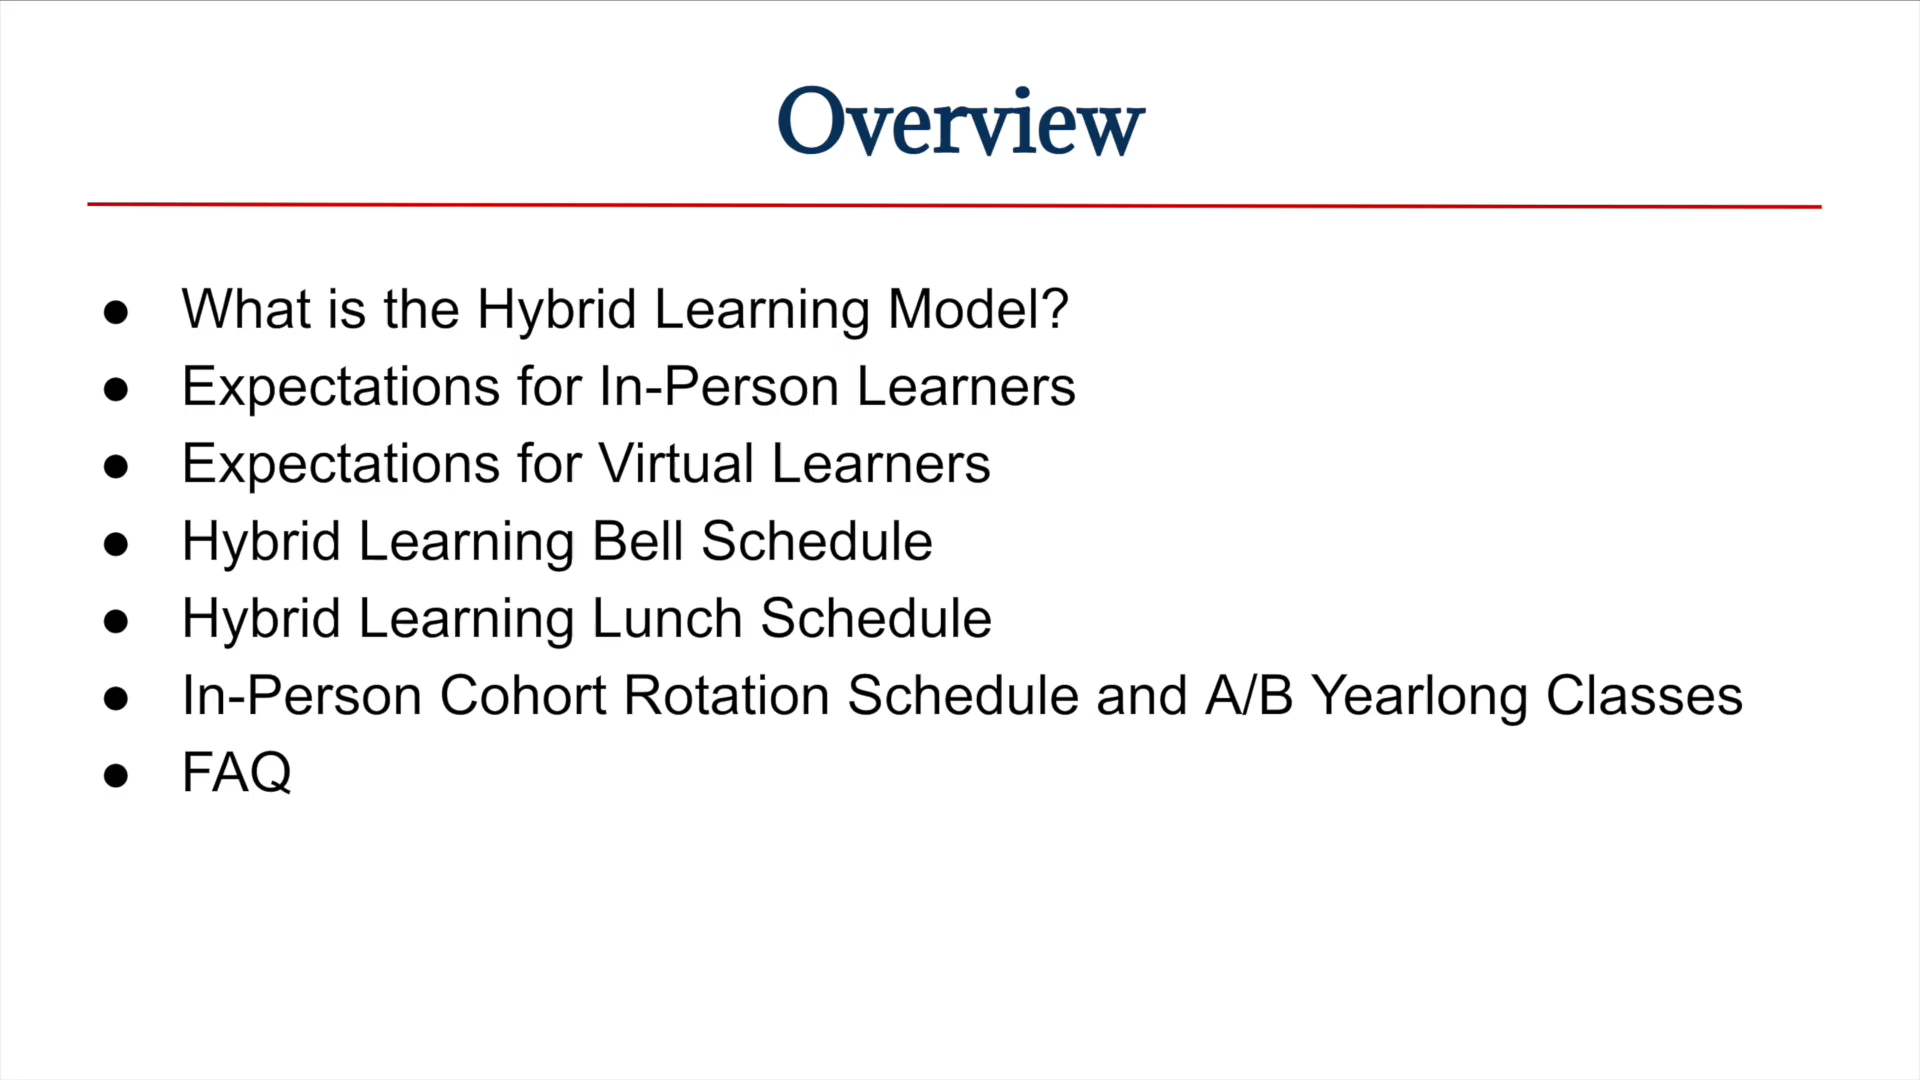 Overview
● What is the Hybrid Learning Model?
● Expectations for In-Person Learners
● Expectations for Virtual Learners
● Hybrid Learning Bell Schedule
● Hybrid Learning Lunch Schedule
● In-Person Cohort Rotation Schedule and A/B Yearlong Classes
● FAQ